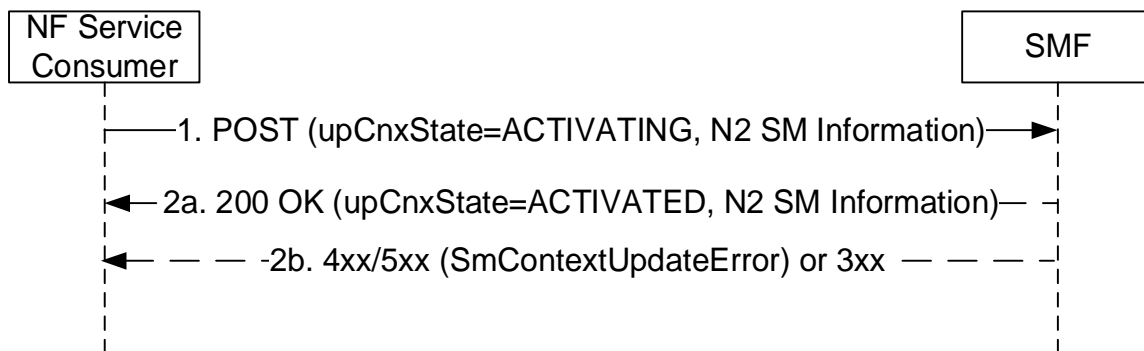 NF Service
Consumer
SMF
1. POST (upCnxState=ACTIVATING, N2 SM Information)
2a. 200 OK (upCnxState=ACTIVATED, N2 SM Information)
2b. 4xx/5xx (SmContextUpdateError) or 3xx